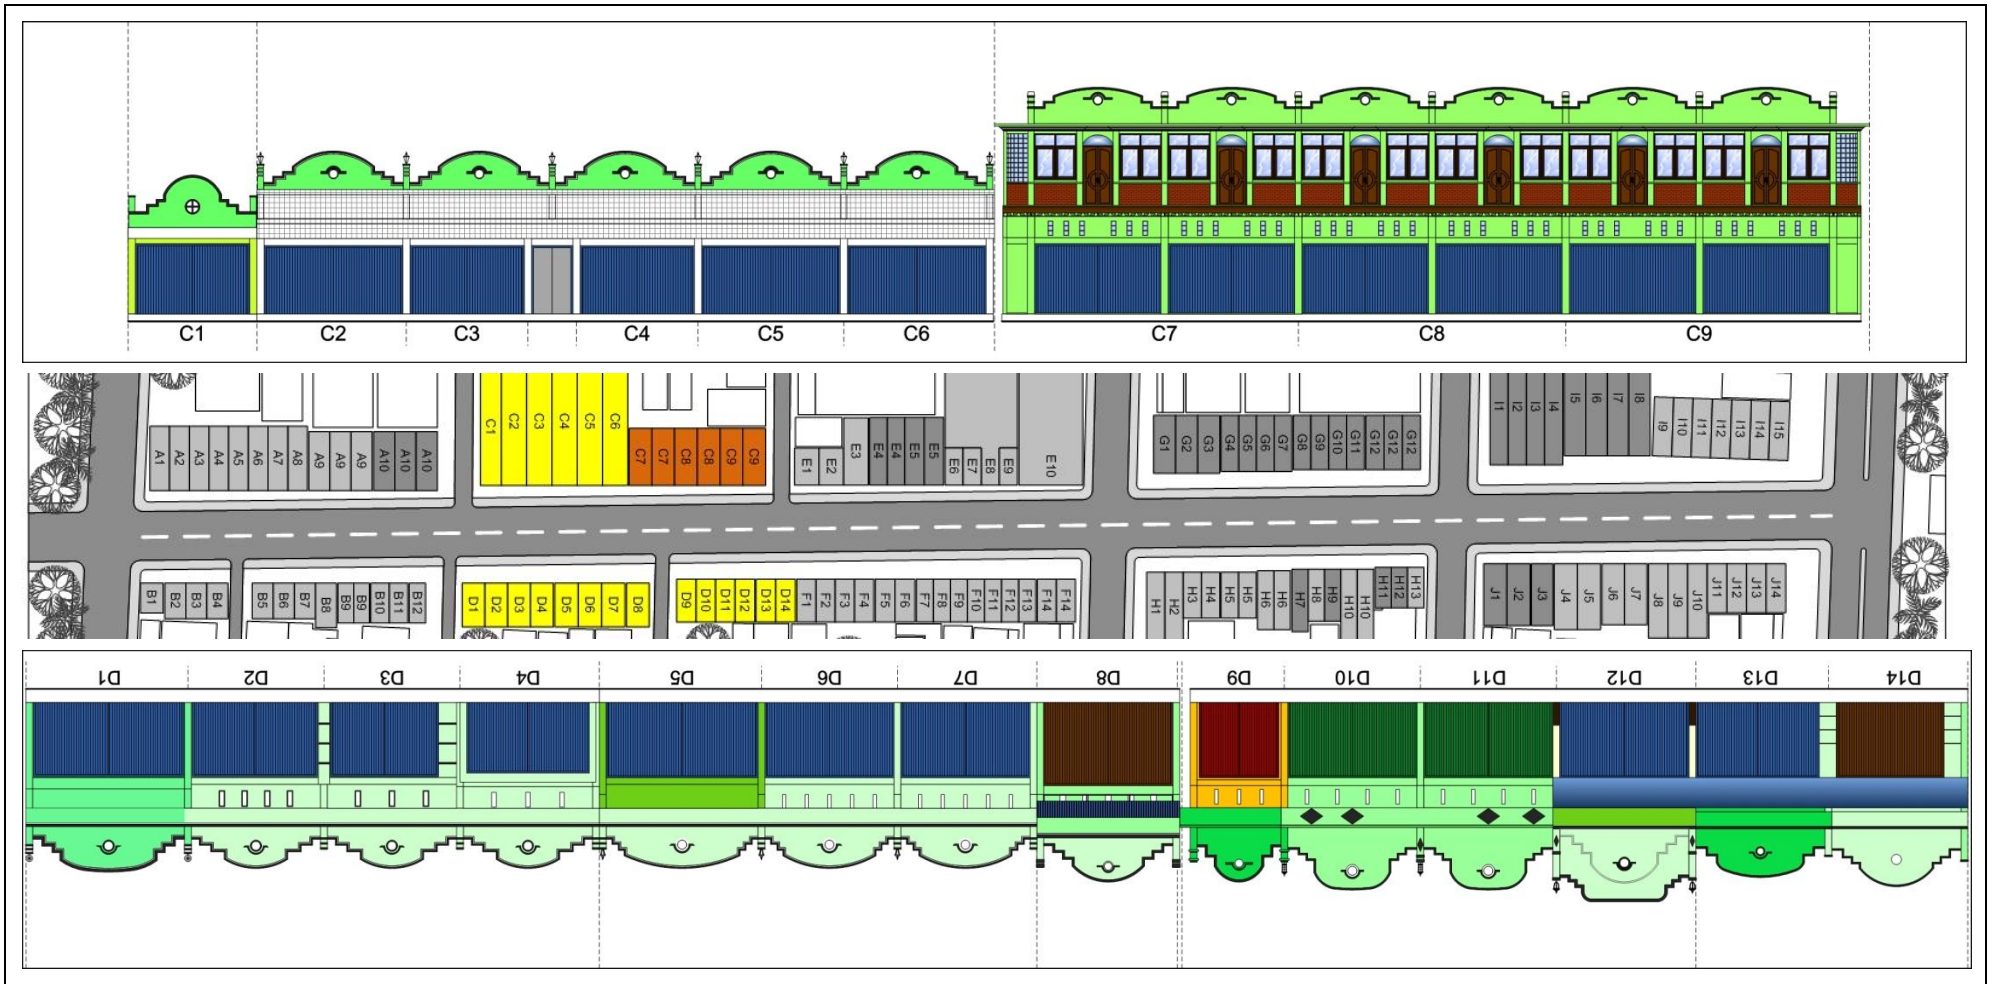 C1 C2 C3 C4 C5 C6 C7 C8 C9
A1 A2 A3 A4 A5 A6 A7 A8 A9 A9 A9 A10 A10 A10
C1 C2 C3 C4 C5 C6 C7 C7 C8 C8 C9 C9
E1 E2 E3 E4 E4 E5 E5 E6 E7 E8 E9 E10
G1 G2 G3 G4 G5 G6 G7 G8 G9 G10 G11 G12 G12 G12
I1 I2 I3 I4 I5 I6 I7 I8 I9 I10 I11 I12 I13 I14 I15
B1 B2 B3 B4 B5 B6 B7 B8 B9 B9 B10 B11 B12
D1 D2 D3 D4 D5 D6 D7 D8 D9 D10 D11 D12 D13 D14
F1 F2 F3 F4 F5 F6 F7 F8 F9 F10 F11 F12 F13 F14 F14
H1 H2 H3 H4 H5 H5 H6 H6 H7 H8 H9 H10 H10 H11 H12 H13
J1 J2 J3 J4 J5 J6 J7 J8 J9 J10 J11 J12 J13 J14
D1 D2 D3 D4 D5 D6 D7 D8 D9 D10 D11 D12 D13 D14